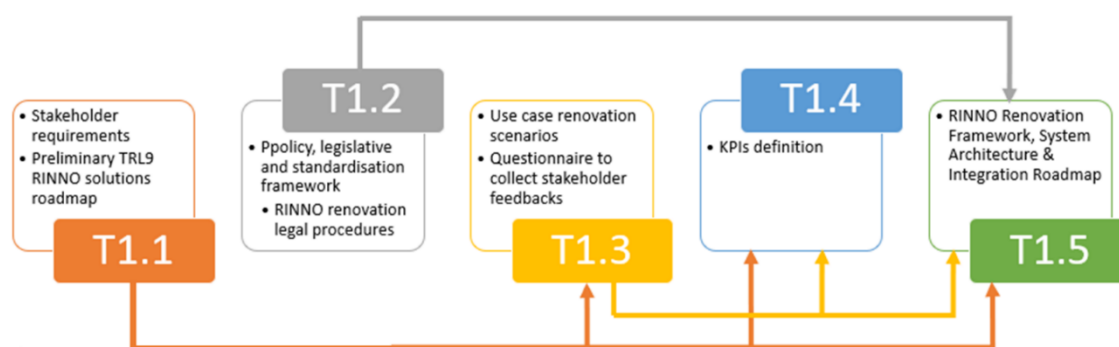 • Stakeholder
requirements
• Preliminary TRL9
RINNO solutions
roadmap
T1.1
T1.2
• Ppolicy, legislative
and standardisation
framework
• RINNO renovation
legal procedures
• Use case renovation
scenarios
• Questionnaire to
collect stakeholder
feedbacks
T1.3
T1.4
• KPIs definition
• RINNO Renovation
Framework, System
Architecture &
Integration Roadmap
T1.5